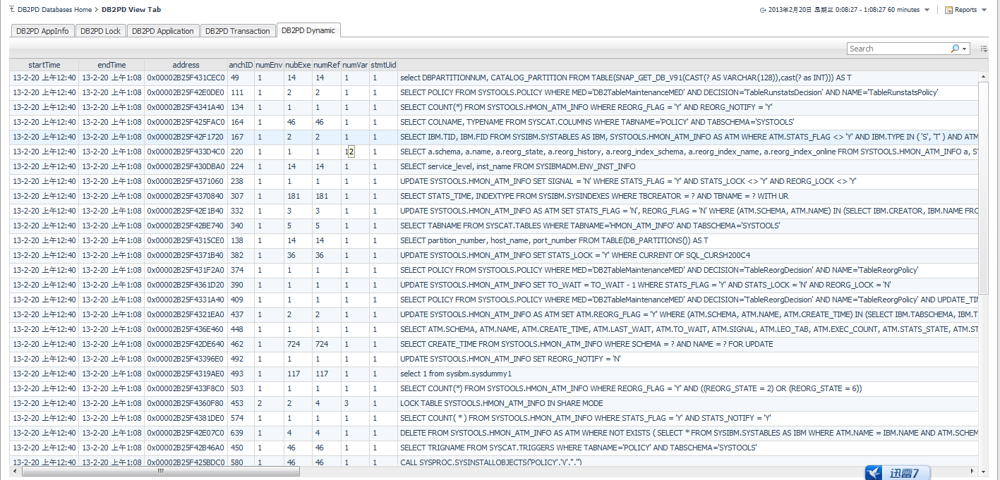 DB2PD Databases Home > DB2PD View Tab
2013年2月20日 星期三 0:08:27 - 1:08:27 60 minutes
Reports
DB2PD AppInfo DB2PD Lock DB2PD Application DB2PD Transaction DB2PD Dynamic
Search
startTime endTime address anchID numEnv nubExe numRef numVar stmtUid
13-2-20 上午12:40 13-2-20 上午1:08 0x00002B25F431CEC0 49 1 14 14 1 1 select DBPARTITIONNUM, CATALOG_PARTITION FROM TABLE(SNAP_GET_DB_V91(CAST(? AS VARCHAR(128)),cast(? as INT))) AS T
13-2-20 上午12:40 13-2-20 上午1:08 0x00002B25F42E0DE0 111 1 2 2 1 1 SELECT POLICY FROM SYSTOOLS.POLICY WHERE MED='DB2TableMaintenanceMED' AND DECISION='TableRunstatsDecision' AND NAME='TableRunstatsPolicy'
13-2-20 上午12:40 13-2-20 上午1:08 0x00002B25F4341A40 134 1 1 1 1 1 SELECT COUNT(*) FROM SYSTOOLS.HMON_ATM_INFO WHERE REORG_FLAG = 'Y' AND REORG_NOTIFY = 'Y'
13-2-20 上午12:40 13-2-20 上午1:08 0x00002B25F425FAC0 164 1 46 46 1 1 SELECT COLNAME, TYPENAME FROM SYSCAT.COLUMNS WHERE TABNAME='POLICY' AND TABSCHEMA='SYSTOOLS'
13-2-20 上午12:40 13-2-20 上午1:08 0x00002B25F42F1720 167 1 2 2 1 1 SELECT IBM.TID, IBM.FID FROM SYSIBM.SYSTABLES AS IBM, SYSTOOLS.HMON_ATM_INFO AS ATM WHERE ATM.STATS_FLAG <> 'Y' AND IBM.TYPE IN ( 'S', 'T' ) AND ATM
13-2-20 上午12:40 13-2-20 上午1:08 0x00002B25F433D4C0 220 1 1 1 12 1 SELECT a.schema, a.name, a.reorg_state, a.reorg_history, a.reorg_index_schema, a.reorg_index_name, a.reorg_index_online FROM SYSTOOLS.HMON_ATM_INFO a, S
13-2-20 上午12:40 13-2-20 上午1:08 0x00002B25F430DBA0 224 1 14 14 1 1 SELECT service_level, inst_name FROM SYSIBMADM.ENV_INST_INFO
13-2-20 上午12:40 13-2-20 上午1:08 0x00002B25F4371060 238 1 1 1 1 1 UPDATE SYSTOOLS.HMON_ATM_INFO SET SIGNAL = 'N' WHERE STATS_FLAG = 'Y' AND STATS_LOCK <> 'Y' AND REORG_LOCK <> 'Y'
13-2-20 上午12:40 13-2-20 上午1:08 0x00002B25F4370840 307 1 181 181 1 1 SELECT STATS_TIME, INDEXTYPE FROM SYSIBM.SYSINDEXES WHERE TBCREATOR = ? AND TBNAME = ? WITH UR
13-2-20 上午12:40 13-2-20 上午1:08 0x00002B25F42E1B40 332 1 3 3 1 1 UPDATE SYSTOOLS.HMON_ATM_INFO AS ATM SET STATS_FLAG = 'N', REORG_FLAG = 'N' WHERE (ATM.SCHEMA, ATM.NAME) IN (SELECT IBM.CREATOR, IBM.NAME FRO
13-2-20 上午12:40 13-2-20 上午1:08 0x00002B25F42BE740 340 1 5 5 1 1 SELECT TABNAME FROM SYSCAT.TABLES WHERE TABNAME='HMON_ATM_INFO' AND TABSCHEMA='SYSTOOLS'
13-2-20 上午12:40 13-2-20 上午1:08 0x00002B25F4315CE0 138 1 14 14 1 1 SELECT partition_number, host_name, port_number FROM TABLE(DB_PARTITIONS()) AS T
13-2-20 上午12:40 13-2-20 上午1:08 0x00002B25F4371B40 382 1 36 36 1 1 UPDATE SYSTOOLS.HMON_ATM_INFO SET STATS_LOCK = 'Y' WHERE CURRENT OF SQL_CURSH200C4
13-2-20 上午12:40 13-2-20 上午1:08 0x00002B25F431F2A0 374 1 1 1 1 1 SELECT POLICY FROM SYSTOOLS.POLICY WHERE MED='DB2TableMaintenanceMED' AND DECISION='TableReorgDecision' AND NAME='TableReorgPolicy'
13-2-20 上午12:40 13-2-20 上午1:08 0x00002B25F4361D20 390 1 1 1 1 1 UPDATE SYSTOOLS.HMON_ATM_INFO SET TO_WAIT = TO_WAIT - 1 WHERE STATS_FLAG = 'Y' AND STATS_LOCK = 'N' AND REORG_LOCK = 'N'
13-2-20 上午12:40 13-2-20 上午1:08 0x00002B25F4331A40 409 1 1 1 1 1 SELECT POLICY FROM SYSTOOLS.POLICY WHERE MED='DB2TableMaintenanceMED' AND DECISION='TableReorgDecision' AND NAME='TableReorgPolicy' AND UPDATE_TIM
13-2-20 上午12:40 13-2-20 上午1:08 0x00002B25F4321EA0 437 1 2 2 1 1 UPDATE SYSTOOLS.HMON_ATM_INFO AS ATM SET ATM.REORG_FLAG = 'Y' WHERE (ATM.SCHEMA, ATM.NAME, ATM.CREATE_TIME) IN (SELECT IBM.TABSCHEMA, IBM.T
13-2-20 上午12:40 13-2-20 上午1:08 0x00002B25F436E460 448 1 1 1 1 1 SELECT ATM.SCHEMA, ATM.NAME, ATM.CREATE_TIME, ATM.LAST_WAIT, ATM.TO_WAIT, ATM.SIGNAL, ATM.LEO_TAB, ATM.EXEC_COUNT, ATM.STATS_STATE, ATM.ST
13-2-20 上午12:40 13-2-20 上午1:08 0x00002B25F42DE640 462 1 724 724 1 1 SELECT CREATE_TIME FROM SYSTOOLS.HMON_ATM_INFO WHERE SCHEMA = ? AND NAME = ? FOR UPDATE
13-2-20 上午12:40 13-2-20 上午1:08 0x00002B25F43396E0 492 1 1 1 1 1 UPDATE SYSTOOLS.HMON_ATM_INFO SET REORG_NOTIFY = 'N'
13-2-20 上午12:40 13-2-20 上午1:08 0x00002B25F4319AE0 493 1 117 117 1 1 select 1 from sysibm.sysdummy1
13-2-20 上午12:40 13-2-20 上午1:08 0x00002B25F433F8C0 503 1 1 1 1 1 SELECT COUNT(*) FROM SYSTOOLS.HMON_ATM_INFO WHERE REORG_FLAG = 'Y' AND ((REORG_STATE = 2) OR (REORG_STATE = 6))
13-2-20 上午12:40 13-2-20 上午1:08 0x00002B25F4360F80 453 2 2 4 3 1 LOCK TABLE SYSTOOLS.HMON_ATM_INFO IN SHARE MODE
13-2-20 上午12:40 13-2-20 上午1:08 0x00002B25F4381DE0 574 1 1 1 1 1 SELECT COUNT( * ) FROM SYSTOOLS.HMON_ATM_INFO WHERE STATS_FLAG = 'Y' AND STATS_NOTIFY = 'Y'
13-2-20 上午12:40 13-2-20 上午1:08 0x00002B25F42E07C0 639 1 4 4 1 1 DELETE FROM SYSTOOLS.HMON_ATM_INFO AS ATM WHERE NOT EXISTS ( SELECT * FROM SYSIBM.SYSTABLES AS IBM WHERE ATM.NAME = IBM.NAME AND ATM.SCHEM
13-2-20 上午12:40 13-2-20 上午1:08 0x00002B25F42B46A0 450 1 46 46 1 1 SELECT TRIGNAME FROM SYSCAT.TRIGGERS WHERE TABNAME='POLICY' AND TABSCHEMA='SYSTOOLS'
13-2-20 上午12:40 13-2-20 上午1:08 0x00002B25F425BDC0 580 1 46 46 1 1 CALL SYSPROC.SYSINSTALLOBJECTS('POLICY','V','','')
迅雷7